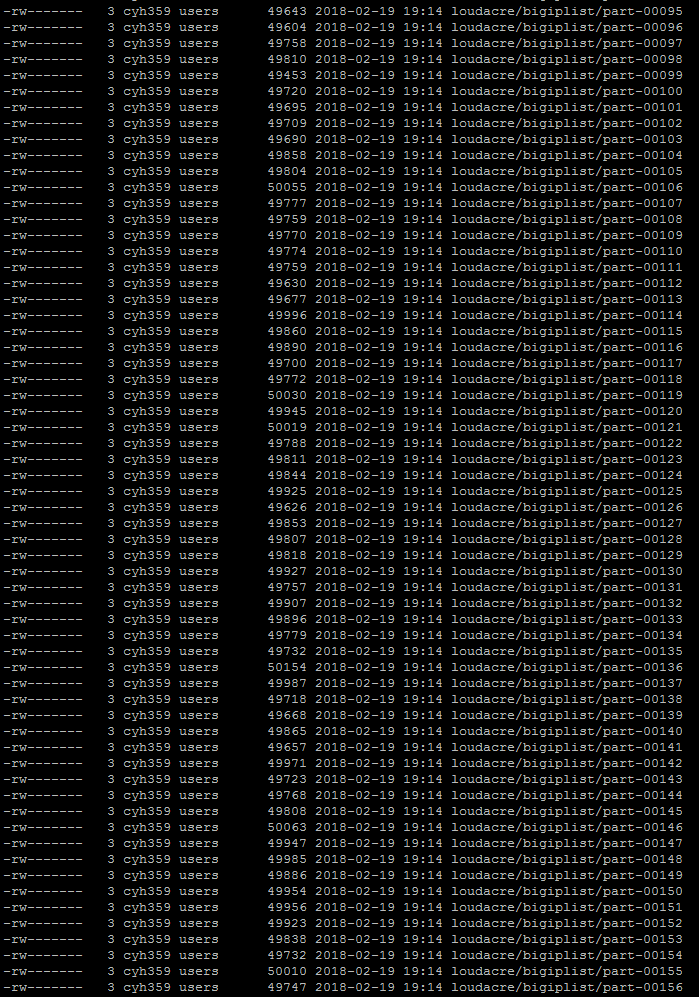 -rw-------   3 cyh359 users      49643 2018-02-19 19:14 loudacre/bigiplist/part-00095
-rw-------   3 cyh359 users      49604 2018-02-19 19:14 loudacre/bigiplist/part-00096
-rw-------   3 cyh359 users      49758 2018-02-19 19:14 loudacre/bigiplist/part-00097
-rw-------   3 cyh359 users      49810 2018-02-19 19:14 loudacre/bigiplist/part-00098
-rw-------   3 cyh359 users      49453 2018-02-19 19:14 loudacre/bigiplist/part-00099
-rw-------   3 cyh359 users      49720 2018-02-19 19:14 loudacre/bigiplist/part-00100
-rw-------   3 cyh359 users      49695 2018-02-19 19:14 loudacre/bigiplist/part-00101
-rw-------   3 cyh359 users      49709 2018-02-19 19:14 loudacre/bigiplist/part-00102
-rw-------   3 cyh359 users      49690 2018-02-19 19:14 loudacre/bigiplist/part-00103
-rw-------   3 cyh359 users      49858 2018-02-19 19:14 loudacre/bigiplist/part-00104
-rw-------   3 cyh359 users      49804 2018-02-19 19:14 loudacre/bigiplist/part-00105
-rw-------   3 cyh359 users      50055 2018-02-19 19:14 loudacre/bigiplist/part-00106
-rw-------   3 cyh359 users      49777 2018-02-19 19:14 loudacre/bigiplist/part-00107
-rw-------   3 cyh359 users      49759 2018-02-19 19:14 loudacre/bigiplist/part-00108
-rw-------   3 cyh359 users      49770 2018-02-19 19:14 loudacre/bigiplist/part-00109
-rw-------   3 cyh359 users      49774 2018-02-19 19:14 loudacre/bigiplist/part-00110
-rw-------   3 cyh359 users      49759 2018-02-19 19:14 loudacre/bigiplist/part-00111
-rw-------   3 cyh359 users      49630 2018-02-19 19:14 loudacre/bigiplist/part-00112
-rw-------   3 cyh359 users      49677 2018-02-19 19:14 loudacre/bigiplist/part-00113
-rw-------   3 cyh359 users      49996 2018-02-19 19:14 loudacre/bigiplist/part-00114
-rw-------   3 cyh359 users      49860 2018-02-19 19:14 loudacre/bigiplist/part-00115
-rw-------   3 cyh359 users      49890 2018-02-19 19:14 loudacre/bigiplist/part-00116
-rw-------   3 cyh359 users      49700 2018-02-19 19:14 loudacre/bigiplist/part-00117
-rw-------   3 cyh359 users      49772 2018-02-19 19:14 loudacre/bigiplist/part-00118
-rw-------   3 cyh359 users      50030 2018-02-19 19:14 loudacre/bigiplist/part-00119
-rw-------   3 cyh359 users      49945 2018-02-19 19:14 loudacre/bigiplist/part-00120
-rw-------   3 cyh359 users      50019 2018-02-19 19:14 loudacre/bigiplist/part-00121
-rw-------   3 cyh359 users      49788 2018-02-19 19:14 loudacre/bigiplist/part-00122
-rw-------   3 cyh359 users      49811 2018-02-19 19:14 loudacre/bigiplist/part-00123
-rw-------   3 cyh359 users      49844 2018-02-19 19:14 loudacre/bigiplist/part-00124
-rw-------   3 cyh359 users      49925 2018-02-19 19:14 loudacre/bigiplist/part-00125
-rw-------   3 cyh359 users      49626 2018-02-19 19:14 loudacre/bigiplist/part-00126
-rw-------   3 cyh359 users      49853 2018-02-19 19:14 loudacre/bigiplist/part-00127
-rw-------   3 cyh359 users      49807 2018-02-19 19:14 loudacre/bigiplist/part-00128
-rw-------   3 cyh359 users      49818 2018-02-19 19:14 loudacre/bigiplist/part-00129
-rw-------   3 cyh359 users      49927 2018-02-19 19:14 loudacre/bigiplist/part-00130
-rw-------   3 cyh359 users      49757 2018-02-19 19:14 loudacre/bigiplist/part-00131
-rw-------   3 cyh359 users      49907 2018-02-19 19:14 loudacre/bigiplist/part-00132
-rw-------   3 cyh359 users      49896 2018-02-19 19:14 loudacre/bigiplist/part-00133
-rw-------   3 cyh359 users      49779 2018-02-19 19:14 loudacre/bigiplist/part-00134
-rw-------   3 cyh359 users      49732 2018-02-19 19:14 loudacre/bigiplist/part-00135
-rw-------   3 cyh359 users      50154 2018-02-19 19:14 loudacre/bigiplist/part-00136
-rw-------   3 cyh359 users      49987 2018-02-19 19:14 loudacre/bigiplist/part-00137
-rw-------   3 cyh359 users      49718 2018-02-19 19:14 loudacre/bigiplist/part-00138
-rw-------   3 cyh359 users      49668 2018-02-19 19:14 loudacre/bigiplist/part-00139
-rw-------   3 cyh359 users      49865 2018-02-19 19:14 loudacre/bigiplist/part-00140
-rw-------   3 cyh359 users      49657 2018-02-19 19:14 loudacre/bigiplist/part-00141
-rw-------   3 cyh359 users      49971 2018-02-19 19:14 loudacre/bigiplist/part-00142
-rw-------   3 cyh359 users      49723 2018-02-19 19:14 loudacre/bigiplist/part-00143
-rw-------   3 cyh359 users      49768 2018-02-19 19:14 loudacre/bigiplist/part-00144
-rw-------   3 cyh359 users      49808 2018-02-19 19:14 loudacre/bigiplist/part-00145
-rw-------   3 cyh359 users      50063 2018-02-19 19:14 loudacre/bigiplist/part-00146
-rw-------   3 cyh359 users      49947 2018-02-19 19:14 loudacre/bigiplist/part-00147
-rw-------   3 cyh359 users      49985 2018-02-19 19:14 loudacre/bigiplist/part-00148
-rw-------   3 cyh359 users      49886 2018-02-19 19:14 loudacre/bigiplist/part-00149
-rw-------   3 cyh359 users      49954 2018-02-19 19:14 loudacre/bigiplist/part-00150
-rw-------   3 cyh359 users      49956 2018-02-19 19:14 loudacre/bigiplist/part-00151
-rw-------   3 cyh359 users      49923 2018-02-19 19:14 loudacre/bigiplist/part-00152
-rw-------   3 cyh359 users      49838 2018-02-19 19:14 loudacre/bigiplist/part-00153
-rw-------   3 cyh359 users      49732 2018-02-19 19:14 loudacre/bigiplist/part-00154
-rw-------   3 cyh359 users      50010 2018-02-19 19:14 loudacre/bigiplist/part-00155
-rw-------   3 cyh359 users      49747 2018-02-19 19:14 loudacre/bigiplist/part-00156